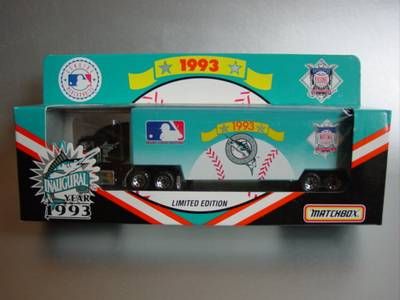 1993
1993
INAUGURAL
YEAR
1993
LIMITED EDITION
MATCHBOX